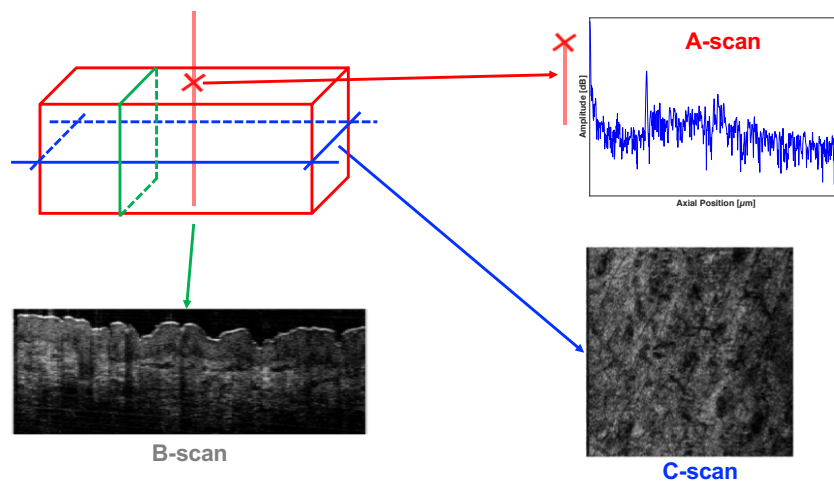 A-scan
Amplitude [dB]
Axial Position [µm]
B-scan
C-scan